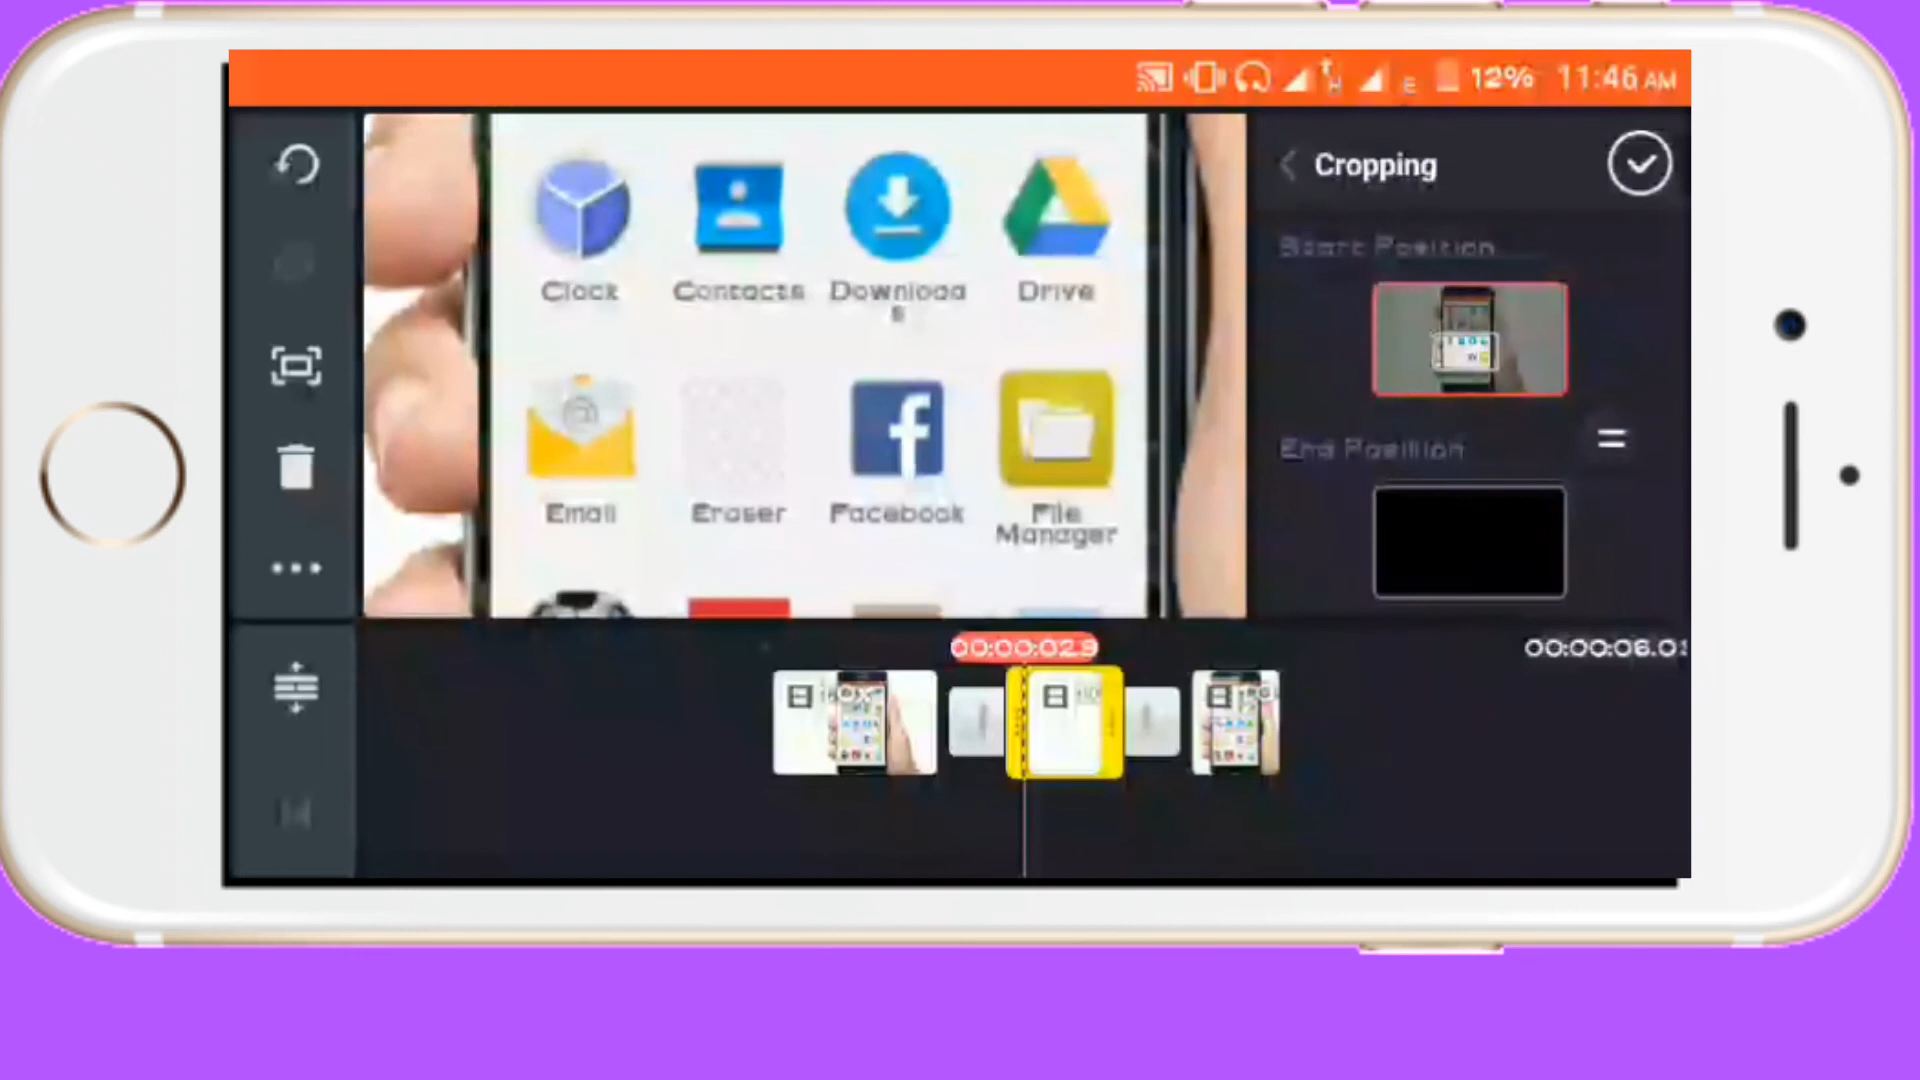 12% 11:46 AM
Cropping
Start Position
Clock Contacts Download
s
Drive
End Position
Email Eraser Facebook File
Manager
00:00:02.9
00:00:06.0